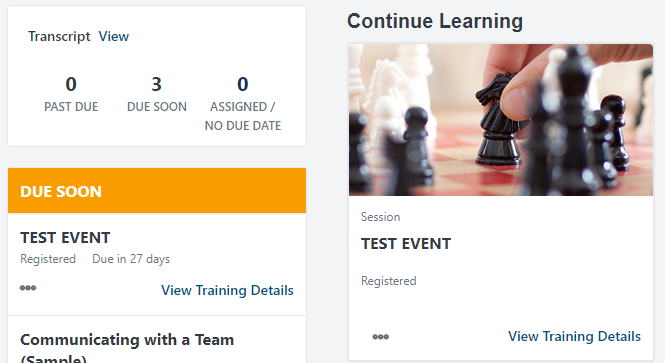 Transcript View
0 3 0
PAST DUE DUE SOON ASSIGNED /
NO DUE DATE
DUE SOON
TEST EVENT
Registered Due in 27 days
View Training Details
Communicating with a Team
(Sample)
Continue Learning
Session
TEST EVENT
Registered
View Training Details